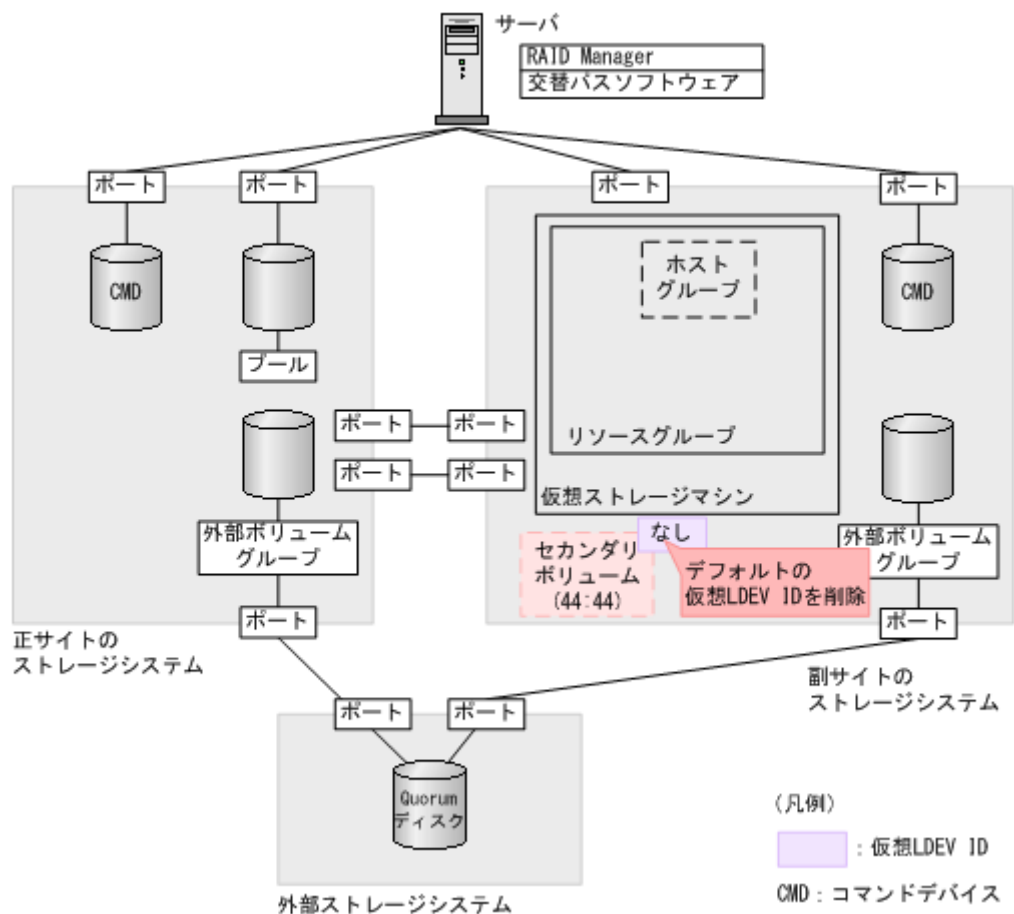 サーバ
RAID Manager
交替パスソフトウェア
ポート
ポート
ポート
ポート
CMD
プール
ホスト
グループ
CMD
ポート
ポート
ポート
ポート
リソースグループ
仮想ストレージマシン
外部ボリューム
グループ
セカンダリ
ボリューム
(44:44)
なし
デフォルトの
仮想LDEV IDを削除
外部ボリューム
グループ
ポート
ポート
正サイトの
ストレージシステム
副サイトの
ストレージシステム
ポート
ポート
Quorum
ディスク
外部ストレージシステム
(凡例)
：仮想LDEV ID
CMD：コマンドデバイス